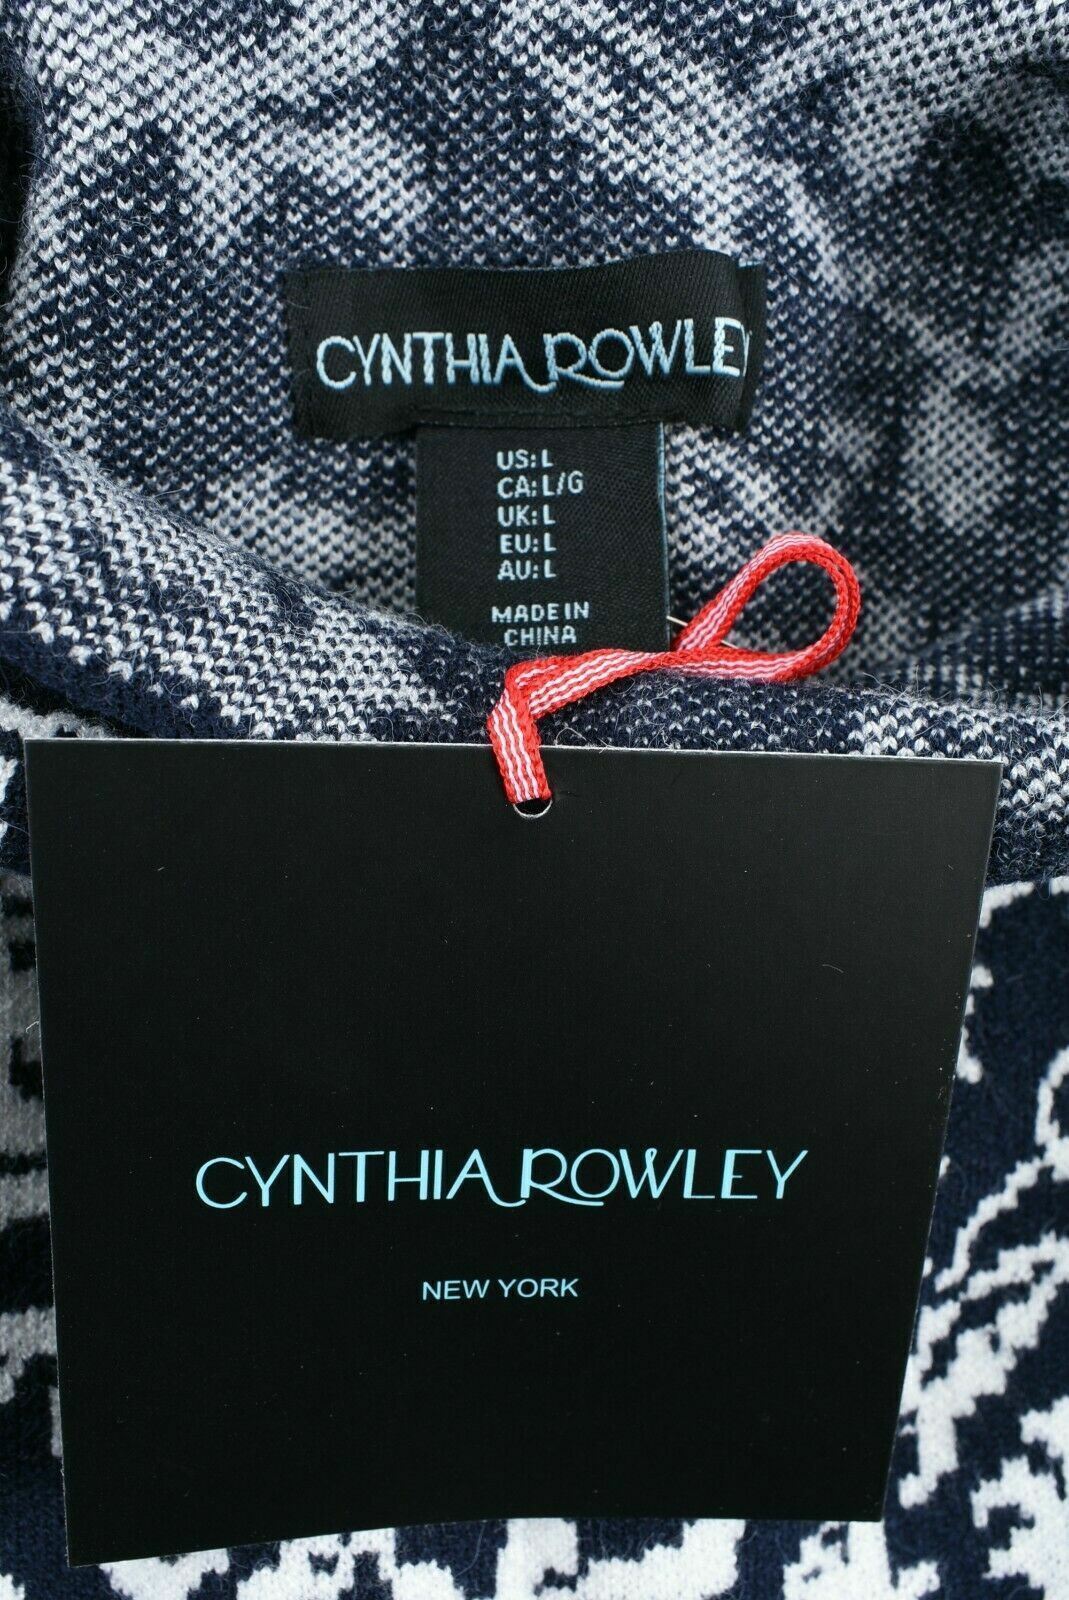 CYNTHIA ROWLEY
US: L
CA: L/G
UK: L
EU: L
AU: L
MADE IN
CHINA
CYNTHIA ROWLEY
NEW YORK